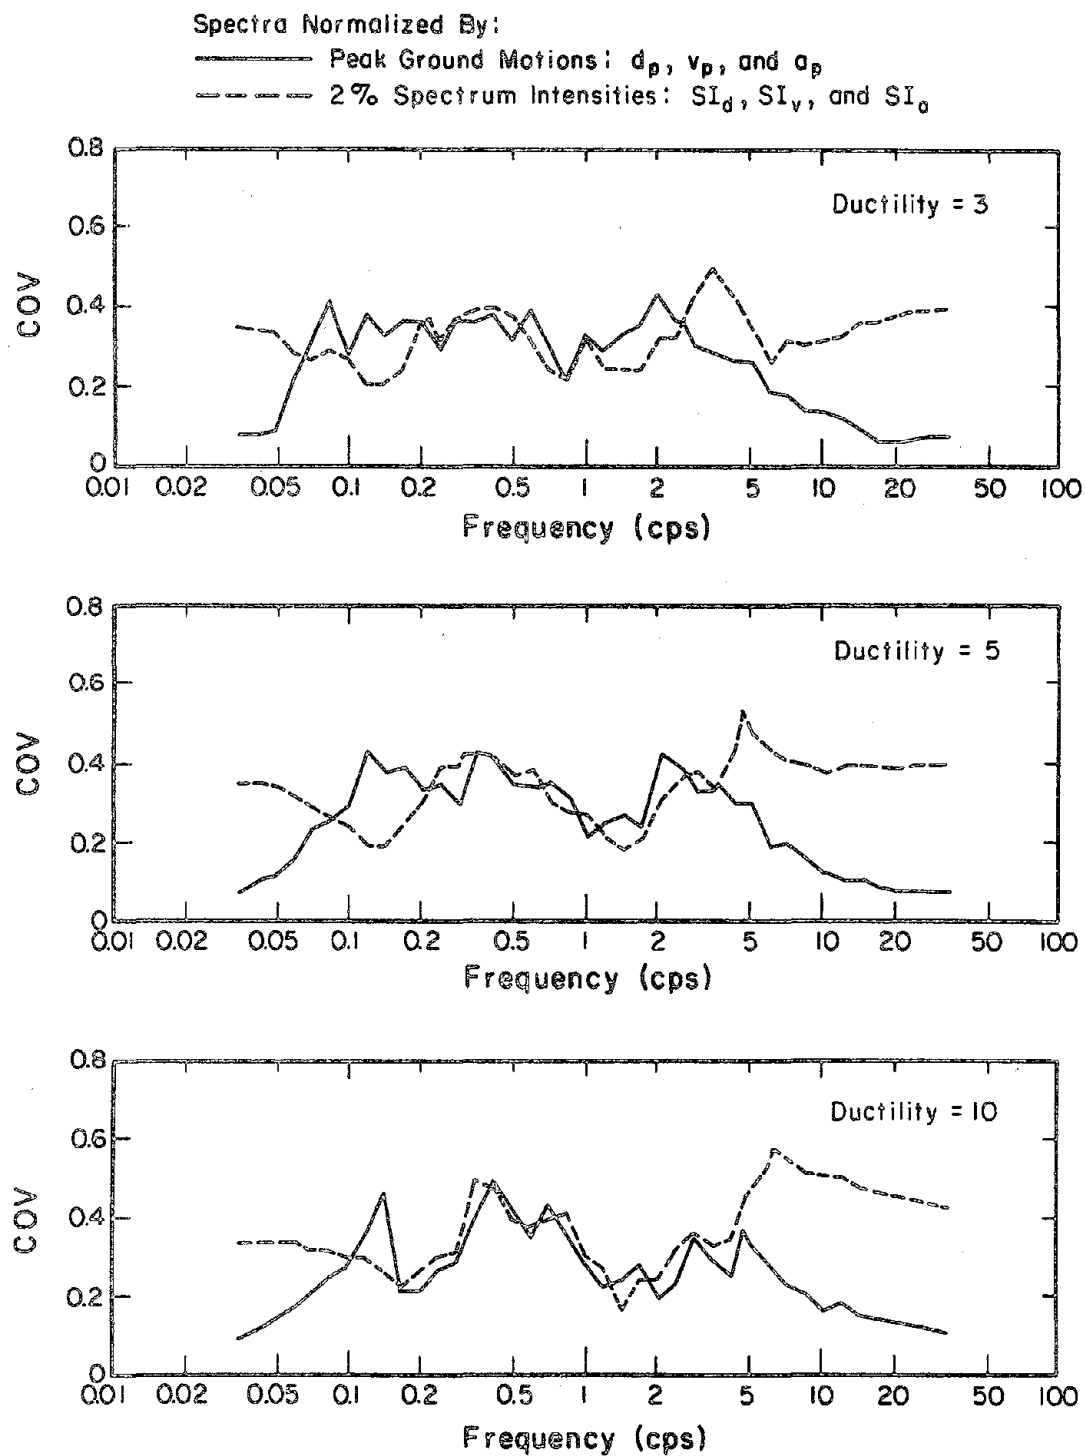 Spectra Normalized By:
Peak Ground Motions: dp, vp, and ap
2% Spectrum Intensities: SId, SIv, and SIa
0.8
0.6
0.4
0.2
0
COV
Ductility = 3
0.01 0.02 0.05 0.1 0.2 0.5 1 2 5 10 20 50 100
Frequency (cps)
0.8
0.6
0.4
0.2
0
COV
Ductility = 5
0.01 0.02 0.05 0.1 0.2 0.5 1 2 5 10 20 50 100
Frequency (cps)
0.8
0.6
0.4
0.2
0
COV
Ductility = 10
0.01 0.02 0.05 0.1 0.2 0.5 1 2 5 10 20 50 100
Frequency (cps)